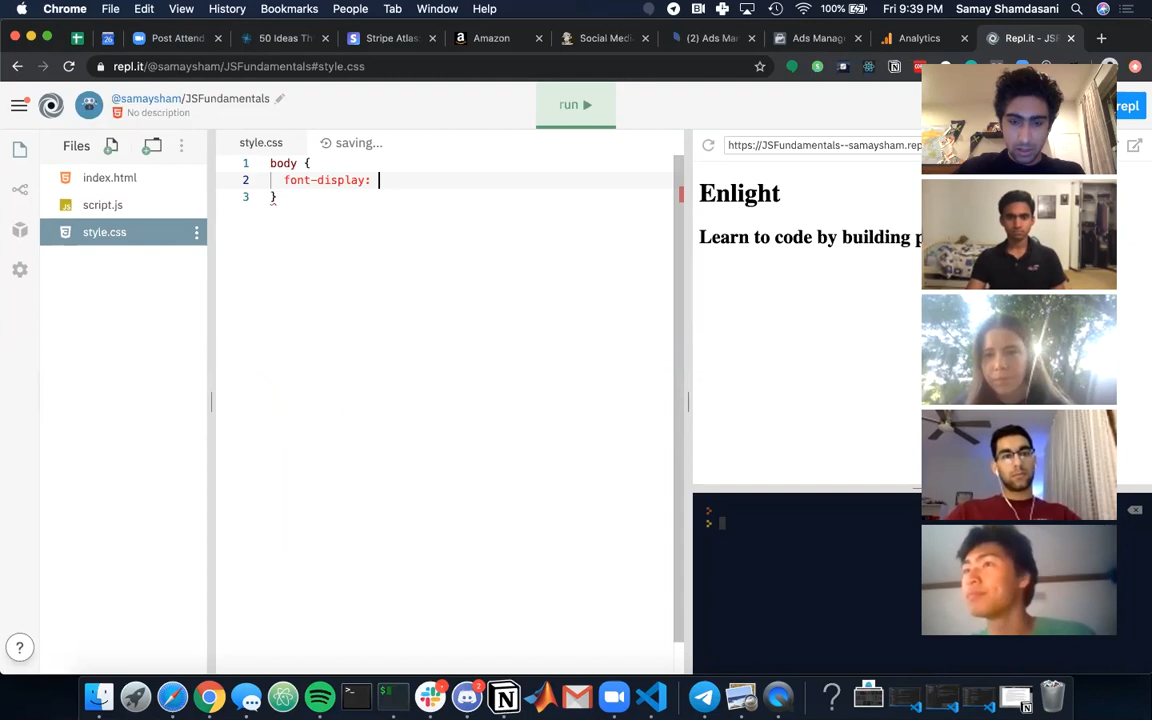 Chrome File Edit View History Bookmarks People Tab Window Help 100% Fri 9:39 PM Samay Shamdasani
Post Attend 50 Ideas Th Stripe Atlas Amazon Social Medi (2) Ads Ma Ads Manag Analytics Repl.it - JS
repl.it/@samaysham/JSFundamentals#style.css
@samaysham/JSFundamentals
No description
run
repl
Files
index.html
script.js
style.css
style.css saving...
1 body {
2 font-display:
3 }
https://JSFundamentals--samaysham.rep
Enlight
Learn to code by building p
>
>
?